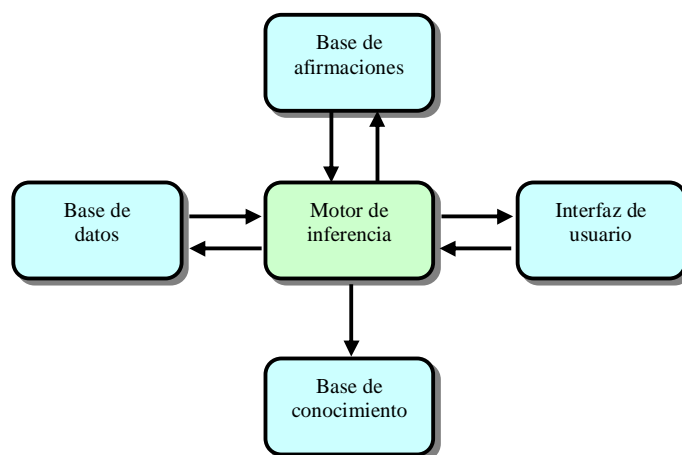 Base de
afirmaciones
Base de
datos
Motor de
inferencia
Interfaz de
usuario
Base de
conocimiento